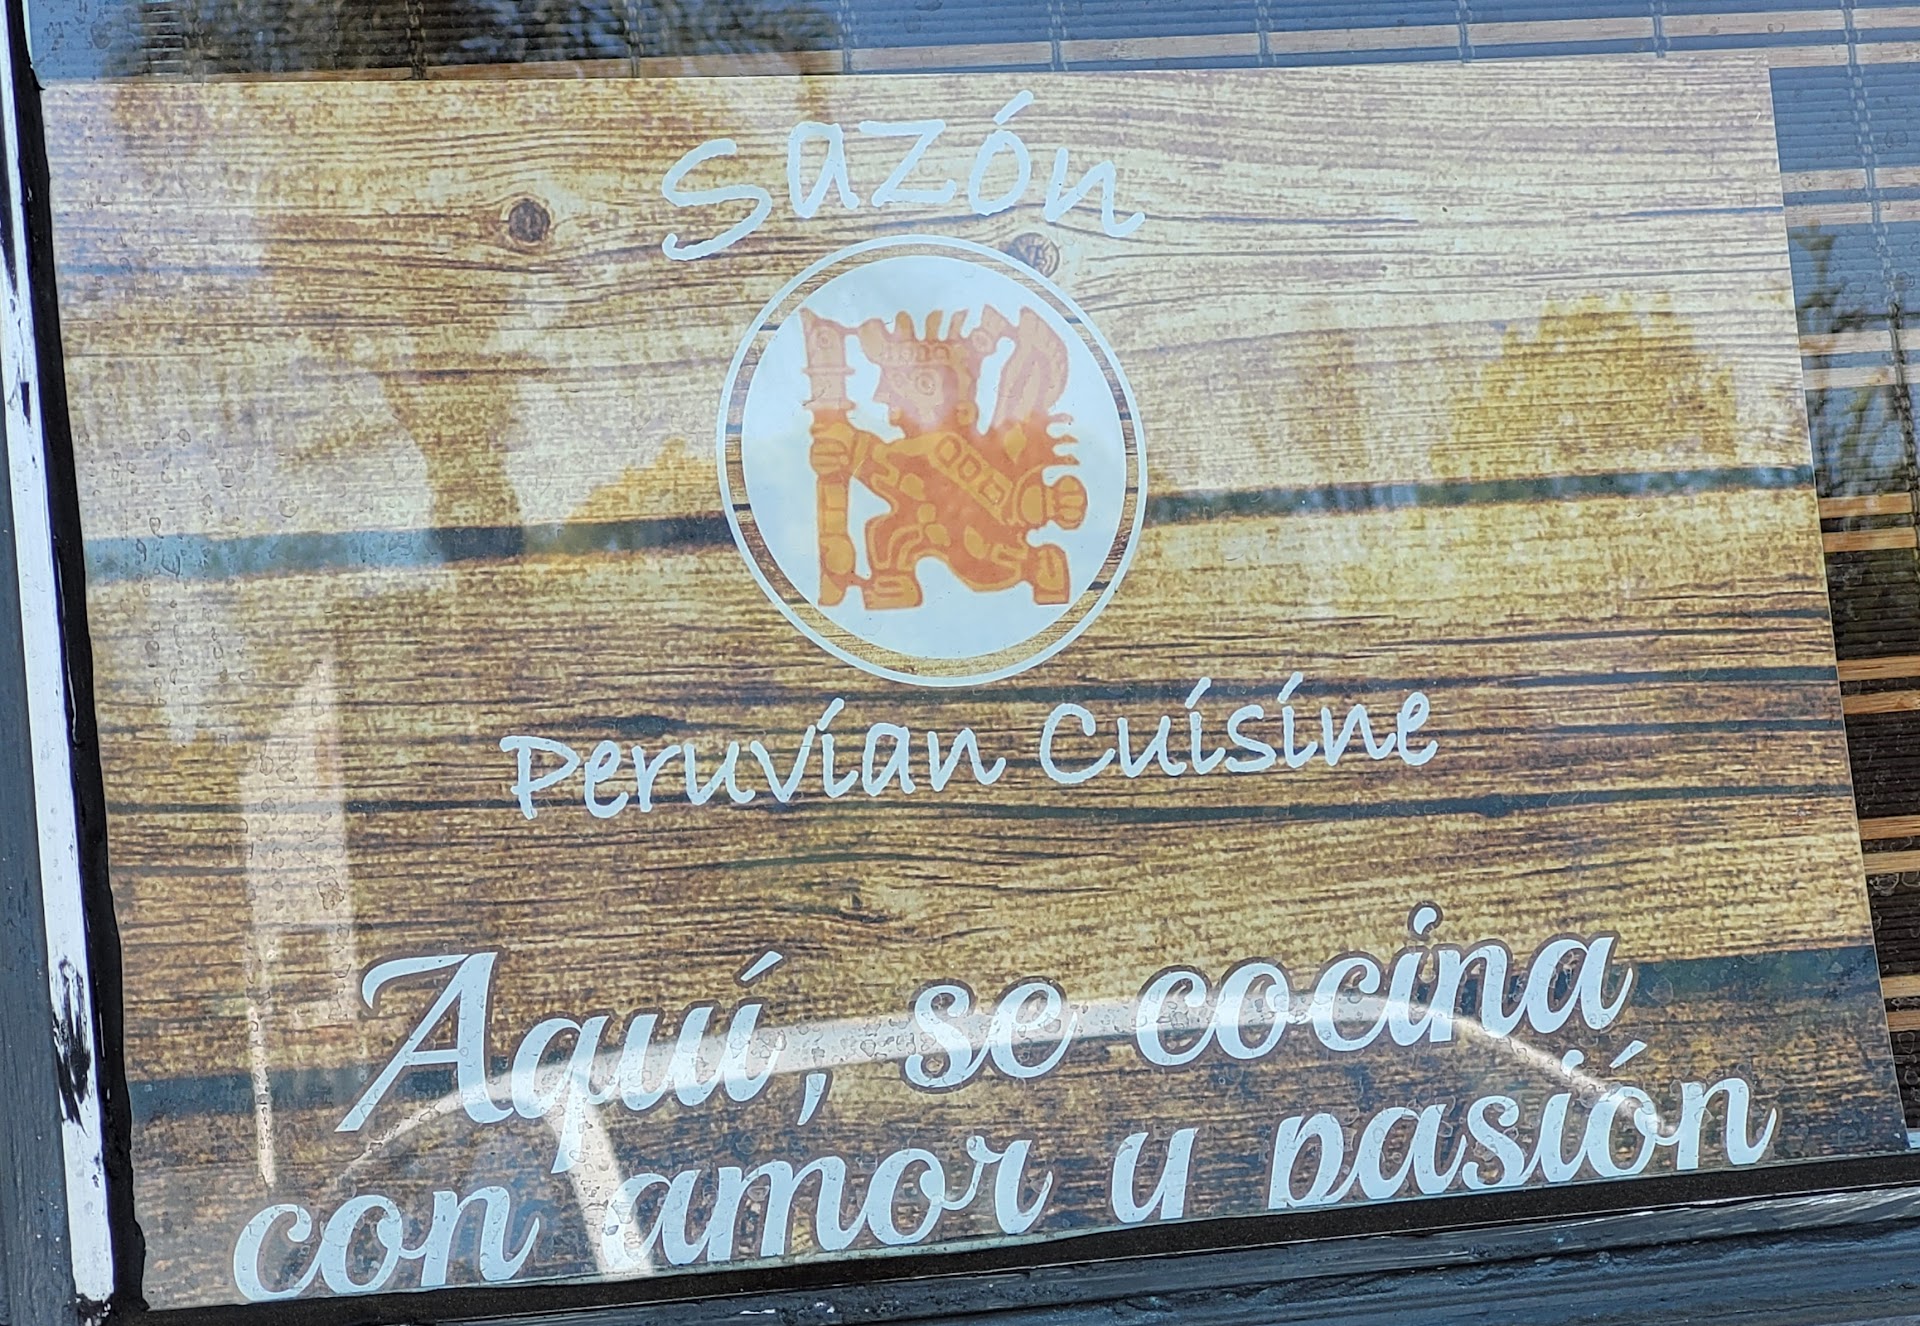 Sazón
Peruvian Cuisine
Aquí, se cocina
con amor y pasión